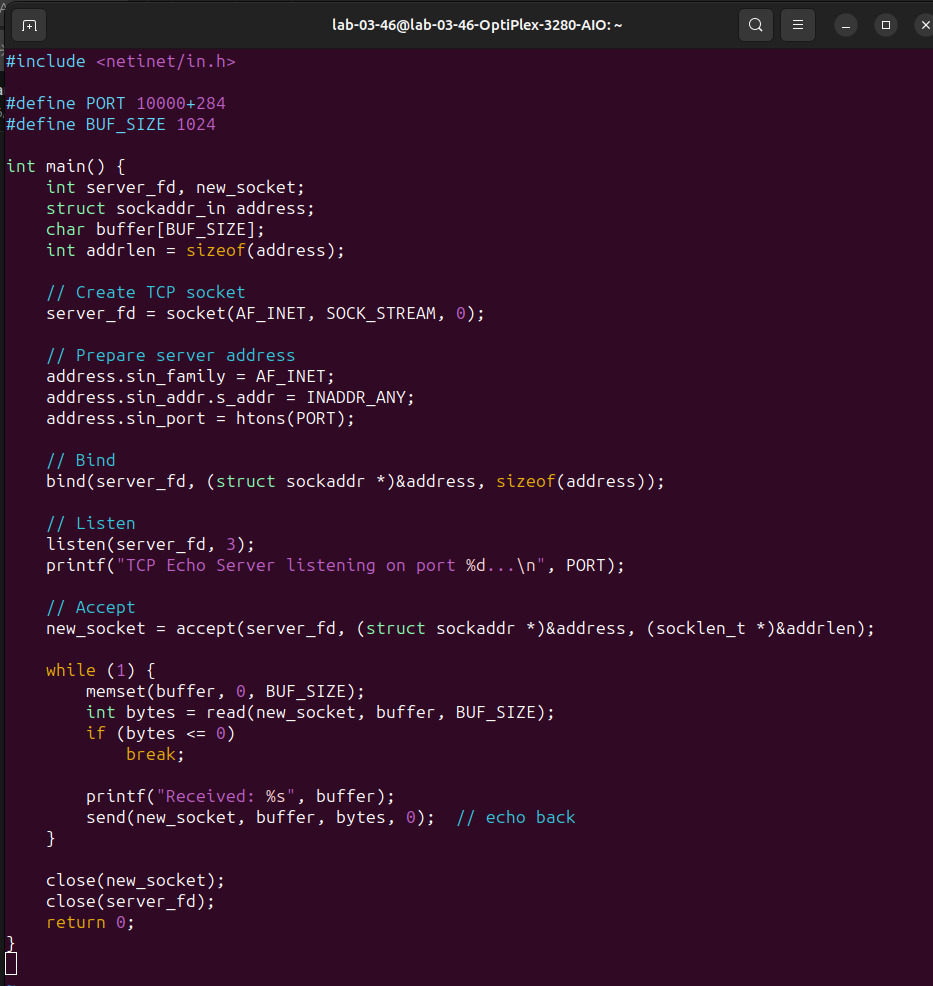 lab-03-46@lab-03-46-OptiPlex-3280-AIO: ~
#include <netinet/in.h>

#define PORT 10000+284
#define BUF_SIZE 1024

int main() {
    int server_fd, new_socket;
    struct sockaddr_in address;
    char buffer[BUF_SIZE];
    int addrlen = sizeof(address);

    // Create TCP socket
    server_fd = socket(AF_INET, SOCK_STREAM, 0);

    // Prepare server address
    address.sin_family = AF_INET;
    address.sin_addr.s_addr = INADDR_ANY;
    address.sin_port = htons(PORT);

    // Bind
    bind(server_fd, (struct sockaddr *)&address, sizeof(address));

    // Listen
    listen(server_fd, 3);
    printf("TCP Echo Server listening on port %d...\n", PORT);

    // Accept
    new_socket = accept(server_fd, (struct sockaddr *)&address, (socklen_t *)&addrlen);

    while (1) {
        memset(buffer, 0, BUF_SIZE);
        int bytes = read(new_socket, buffer, BUF_SIZE);
        if (bytes <= 0)
            break;

        printf("Received: %s", buffer);
        send(new_socket, buffer, bytes, 0);  // echo back
    }

    close(new_socket);
    close(server_fd);
    return 0;
}